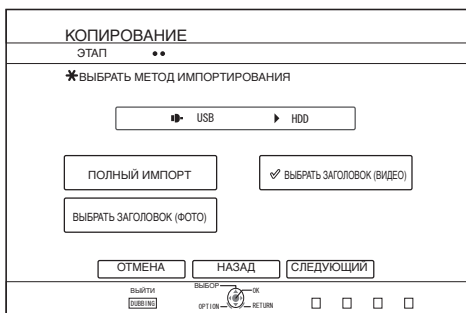 КОПИРОВАНИЕ
ЭТАП
ВЫБРАТЬ МЕТОД ИМПОРТИРОВАНИЯ
USB HDD
ПОЛНЫЙ ИМПОРТ ВЫБРАТЬ ЗАГОЛОВОК (ВИДЕО)
ВЫБРАТЬ ЗАГОЛОВОК (ФОТО)
ОТМЕНА НАЗАД СЛЕДУЮЩИЙ
ВЫЙТИ ВЫБОР OK
DUBBING OPTION RETURN